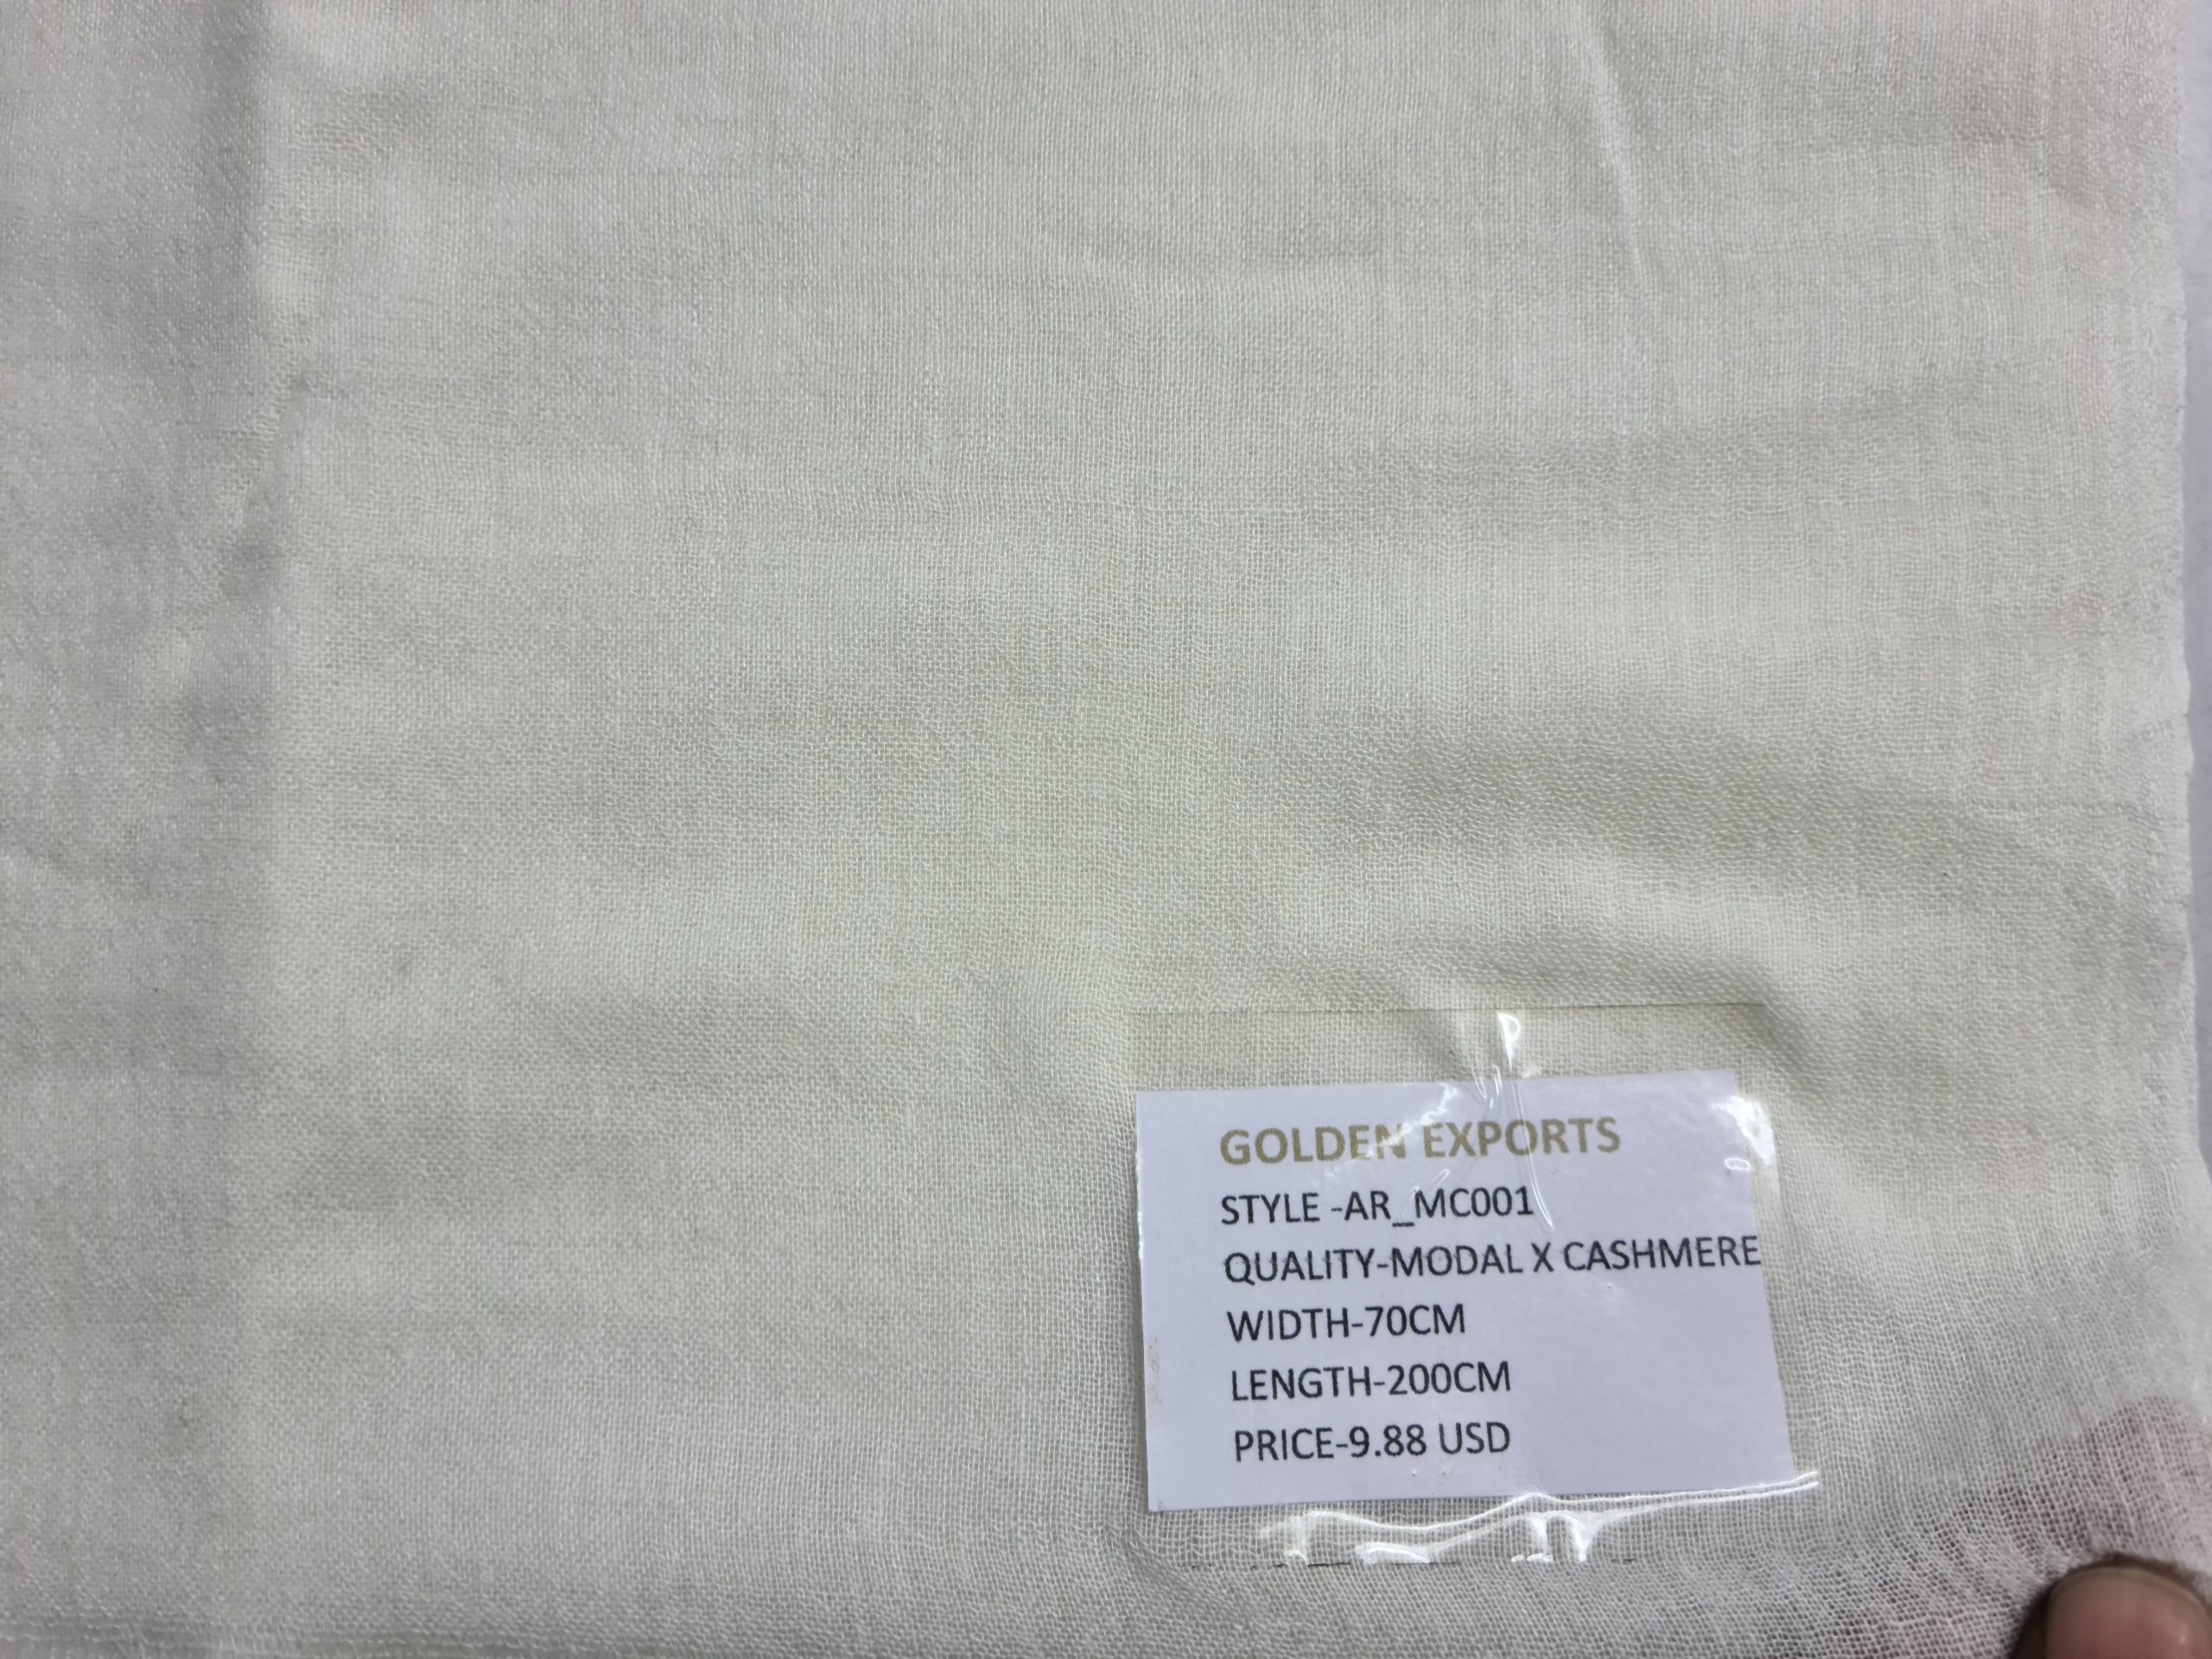 GOLDEN EXPORTS
STYLE -AR_MC001
QUALITY-MODAL X CASHMERE
WIDTH-70CM
LENGTH-200CM
PRICE-9.88 USD